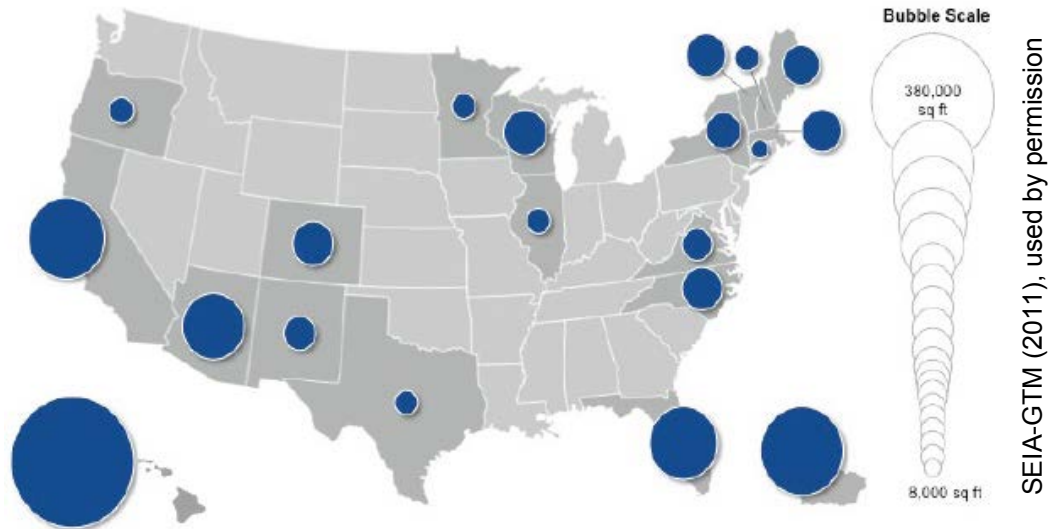 Bubble Scale
380,000
sq ft
8,000 sq ft
SEIA-GTM (2011), used by permission